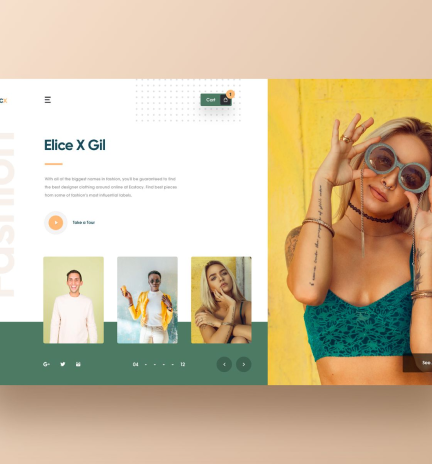 cx
Cart
1
Fashion
Elice X Gil
With all of the biggest names in fashion, you'll be guaranteed to find
the best designer clothing around online at Ecstasy. Find best pieces
from some of fashion's most influential labels.
Take a Tour
G+
04 - - - - 12